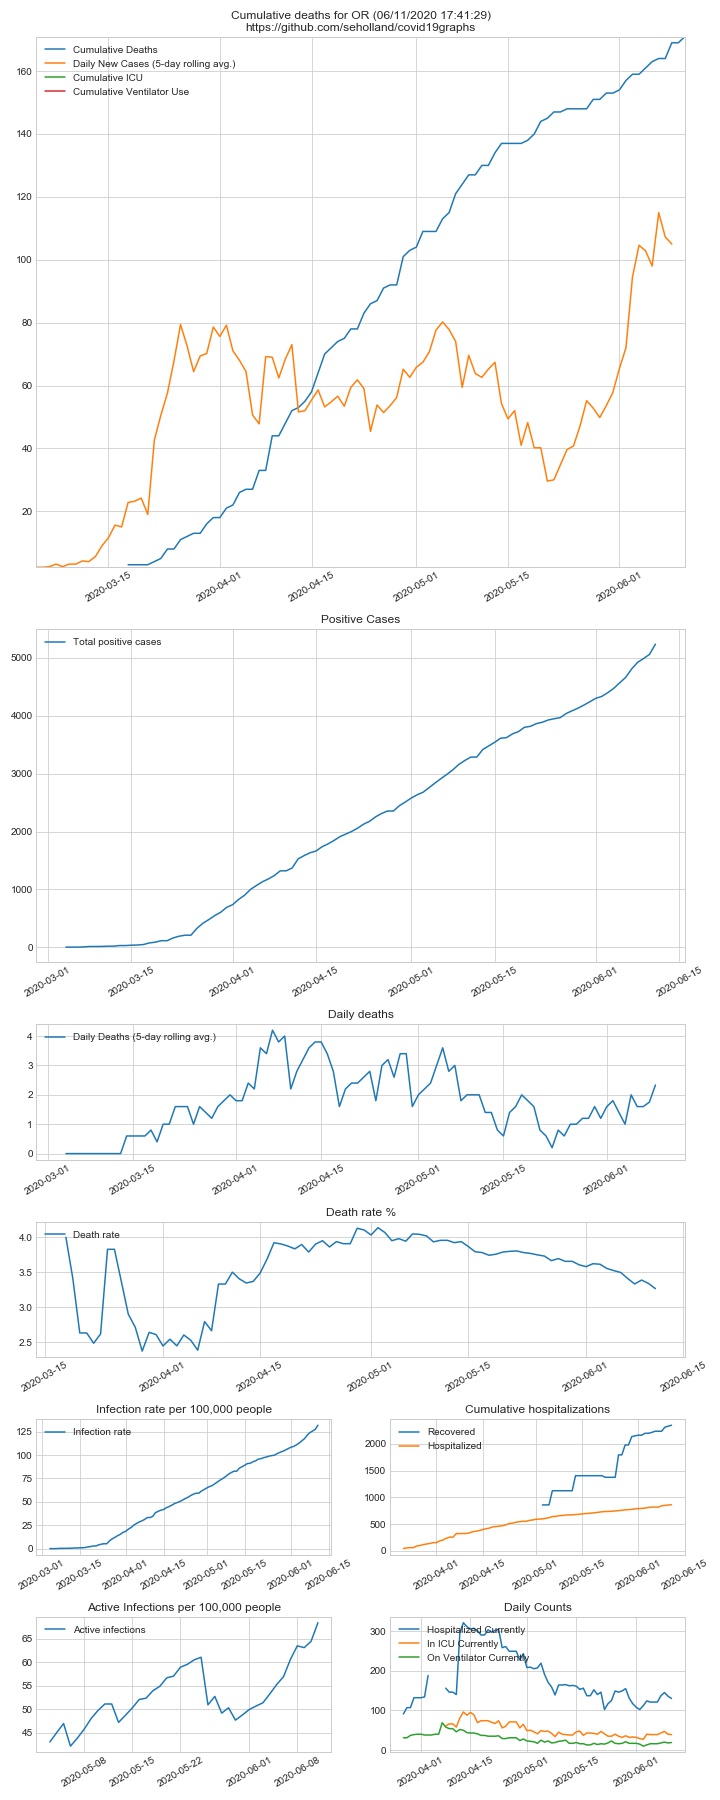 Cumulative deaths for OR (06/11/2020 17:41:29)
https://github.com/seholland/covid19graphs
Cumulative Deaths
Daily New Cases (5-day rolling avg.)
Cumulative ICU
Cumulative Ventilator Use
160
140
120
100
80
60
40
20
2020-03-15 2020-04-01 2020-04-15 2020-05-01 2020-05-15 2020-06-01
Positive Cases
Total positive cases
5000
4000
3000
2000
1000
0
2020-03-01 2020-03-15 2020-04-01 2020-04-15 2020-05-01 2020-05-15 2020-06-01 2020-06-15
Daily deaths
Daily Deaths (5-day rolling avg.)
4
3
2
1
0
2020-03-01 2020-03-15 2020-04-01 2020-04-15 2020-05-01 2020-05-15 2020-06-01
Death rate %
Death rate
4.0
3.5
3.0
2.5
2020-03-15 2020-04-01 2020-04-15 2020-05-01 2020-05-15 2020-06-01 2020-06-15
Infection rate per 100,000 people
Infection rate
125
100
75
50
25
0
2020-03-01 2020-03-15 2020-04-01 2020-04-15 2020-05-01 2020-05-15 2020-06-01 2020-06-15
Cumulative hospitalizations
Recovered
Hospitalized
2000
1500
1000
500
0
2020-04-01 2020-04-15 2020-05-01 2020-05-15 2020-06-01 2020-06-15
Active Infections per 100,000 people
Active infections
65
60
55
50
45
2020-05-08 2020-05-15 2020-05-22 2020-06-01 2020-06-08
Daily Counts
Hospitalized Currently
In ICU Currently
On Ventilator Currently
300
200
100
0
2020-04-01 2020-04-15 2020-05-01 2020-05-15 2020-06-01